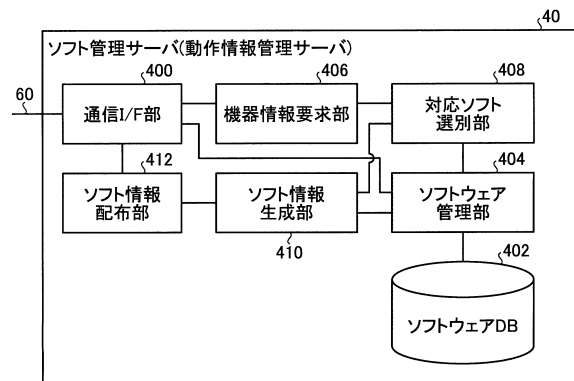 40
ソフト管理サーバ(動作情報管理サーバ)
60
400
通信I/F部
406
機器情報要求部
408
対応ソフト
選別部
412
ソフト情報
配布部
ソフト情報
生成部
410
404
ソフトウェア
管理部
402
ソフトウェアDB